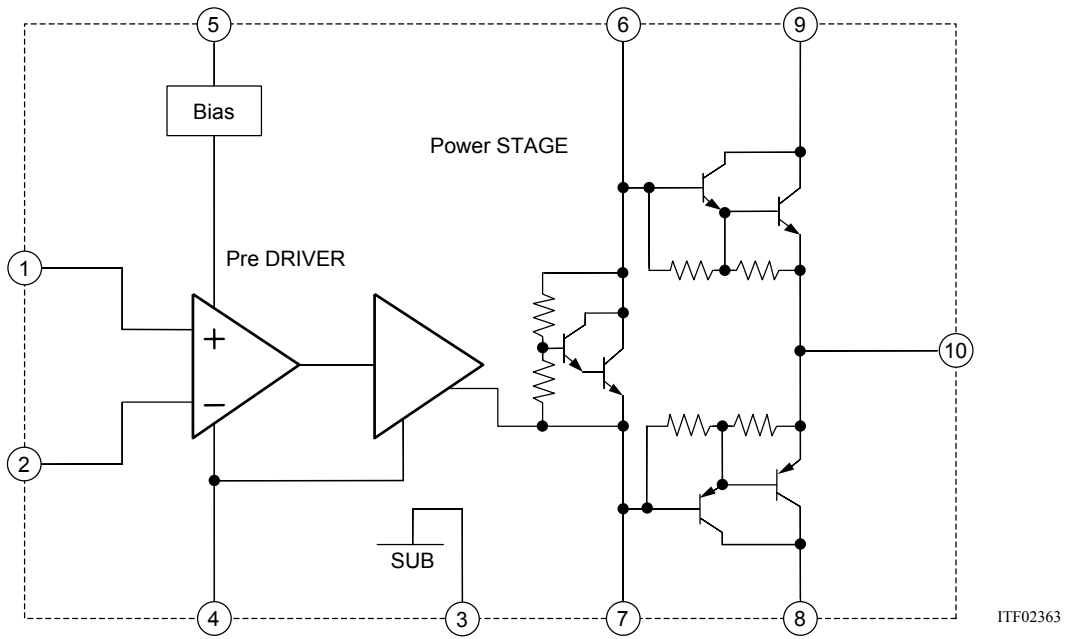 5
6
9
Bias
Power STAGE
Pre DRIVER
1
+
10
−
2
SUB
4
3
7
8
ITF02363